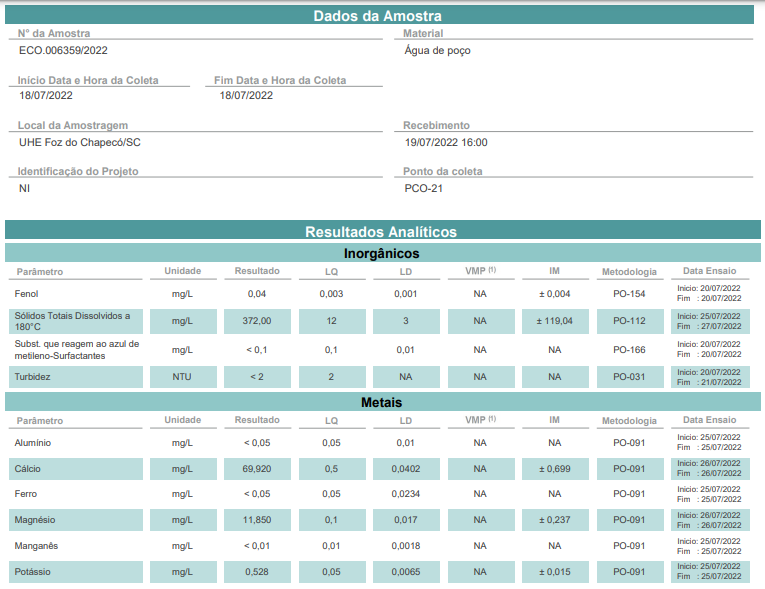 Dados da Amostra
N° da Amostra Material
ECO.006359/2022 Água de poço
Início Data e Hora da Coleta Fim Data e Hora da Coleta
18/07/2022 18/07/2022
Local da Amostragem Recebimento
UHE Foz do Chapecó/SC 19/07/2022 16:00
Identificação do Projeto Ponto da coleta
NI PCO-21
Resultados Analíticos
Inorgânicos
Parâmetro Unidade Resultado LQ LD VMP (1) IM Metodologia Data Ensaio
Fenol mg/L 0,04 0,003 0,001 NA ± 0,004 PO-154 Inicio: 20/07/2022
Fim : 20/07/2022
Sólidos Totais Dissolvidos a
180°C mg/L 372,00 12 3 NA ± 119,04 PO-112 Inicio: 25/07/2022
Fim : 27/07/2022
Subst. que reagem ao azul de
metileno-Surfactantes mg/L < 0,1 0,1 0,01 NA NA PO-166 Inicio: 20/07/2022
Fim : 20/07/2022
Turbidez NTU < 2 2 NA NA NA PO-031 Inicio: 20/07/2022
Fim : 21/07/2022
Metais
Parâmetro Unidade Resultado LQ LD VMP (1) IM Metodologia Data Ensaio
Alumínio mg/L < 0,05 0,05 0,01 NA NA PO-091 Inicio: 25/07/2022
Fim : 25/07/2022
Cálcio mg/L 69,920 0,5 0,0402 NA ± 0,699 PO-091 Inicio: 26/07/2022
Fim : 26/07/2022
Ferro mg/L < 0,05 0,05 0,0234 NA NA PO-091 Inicio: 25/07/2022
Fim : 25/07/2022
Magnésio mg/L 11,850 0,1 0,017 NA ± 0,237 PO-091 Inicio: 26/07/2022
Fim : 26/07/2022
Manganês mg/L < 0,01 0,01 0,0018 NA NA PO-091 Inicio: 25/07/2022
Fim : 25/07/2022
Potássio mg/L 0,528 0,05 0,0065 NA ± 0,015 PO-091 Inicio: 25/07/2022
Fim : 25/07/2022